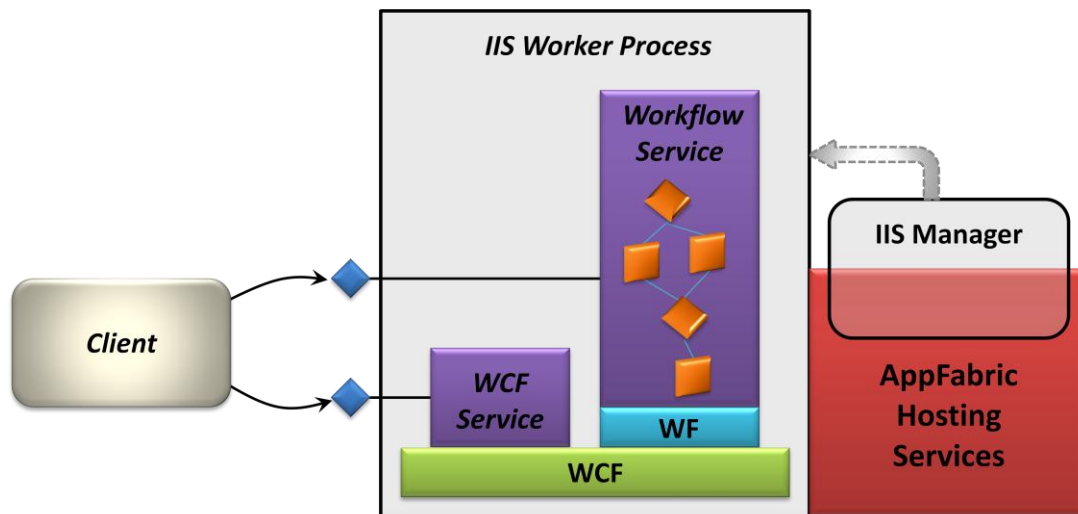 IIS Worker Process
Workflow
Service
IIS Manager
Client
WCF
Service
AppFabric
Hosting
Services
WF
WCF